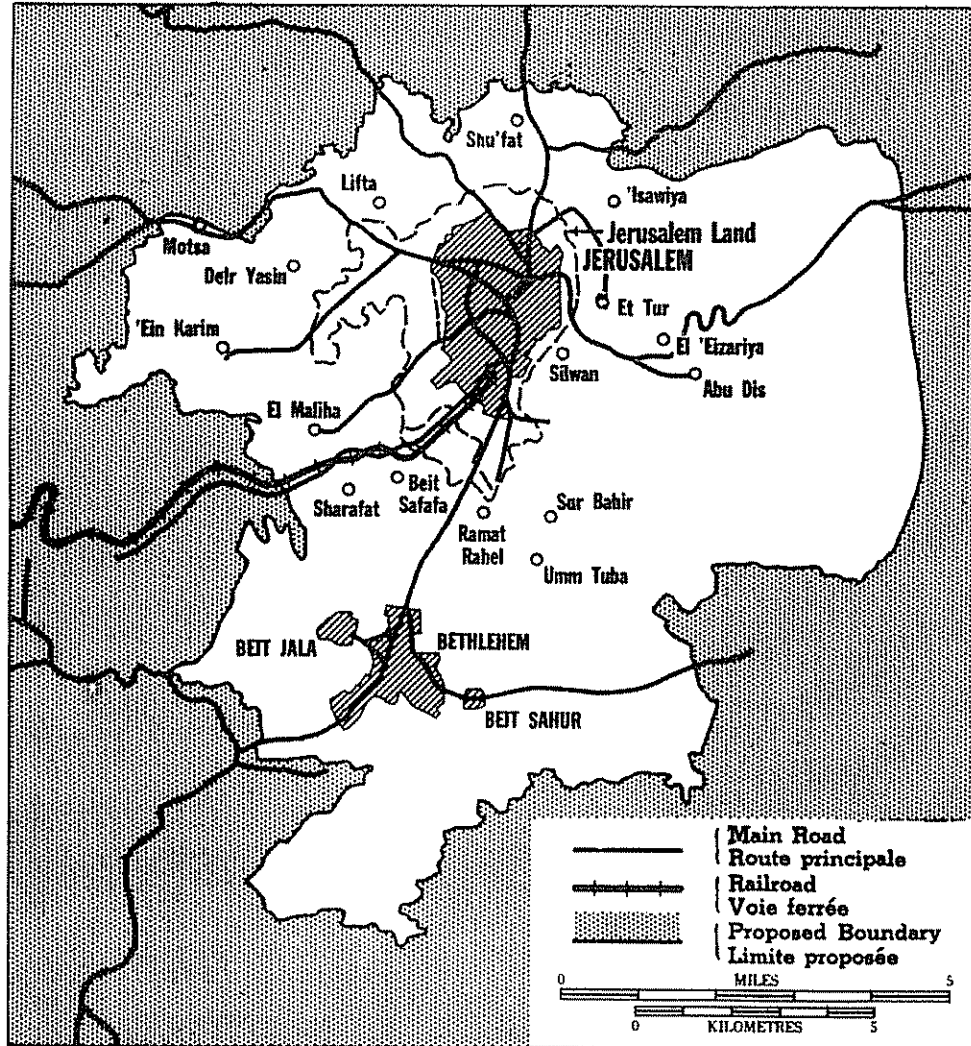 Shu'fat
Lifta
'Isawiya
Motsa
Jerusalem Land
JERUSALEM
Deir Yasin
Et Tur
'Ein Karim
El 'Eizariya
Silwan
Abu Dis
El Maliha
Beit
Safafa
Sharafat
Sur Bahir
Ramat
Rahel
Umm Tuba
BEIT JALA
BETHLEHEM
BEIT SAHUR
Main Road
Route principale
Railroad
Voie ferrée
Proposed Boundary
Limite proposée
0 5
MILES
0 5
KILOMETRES